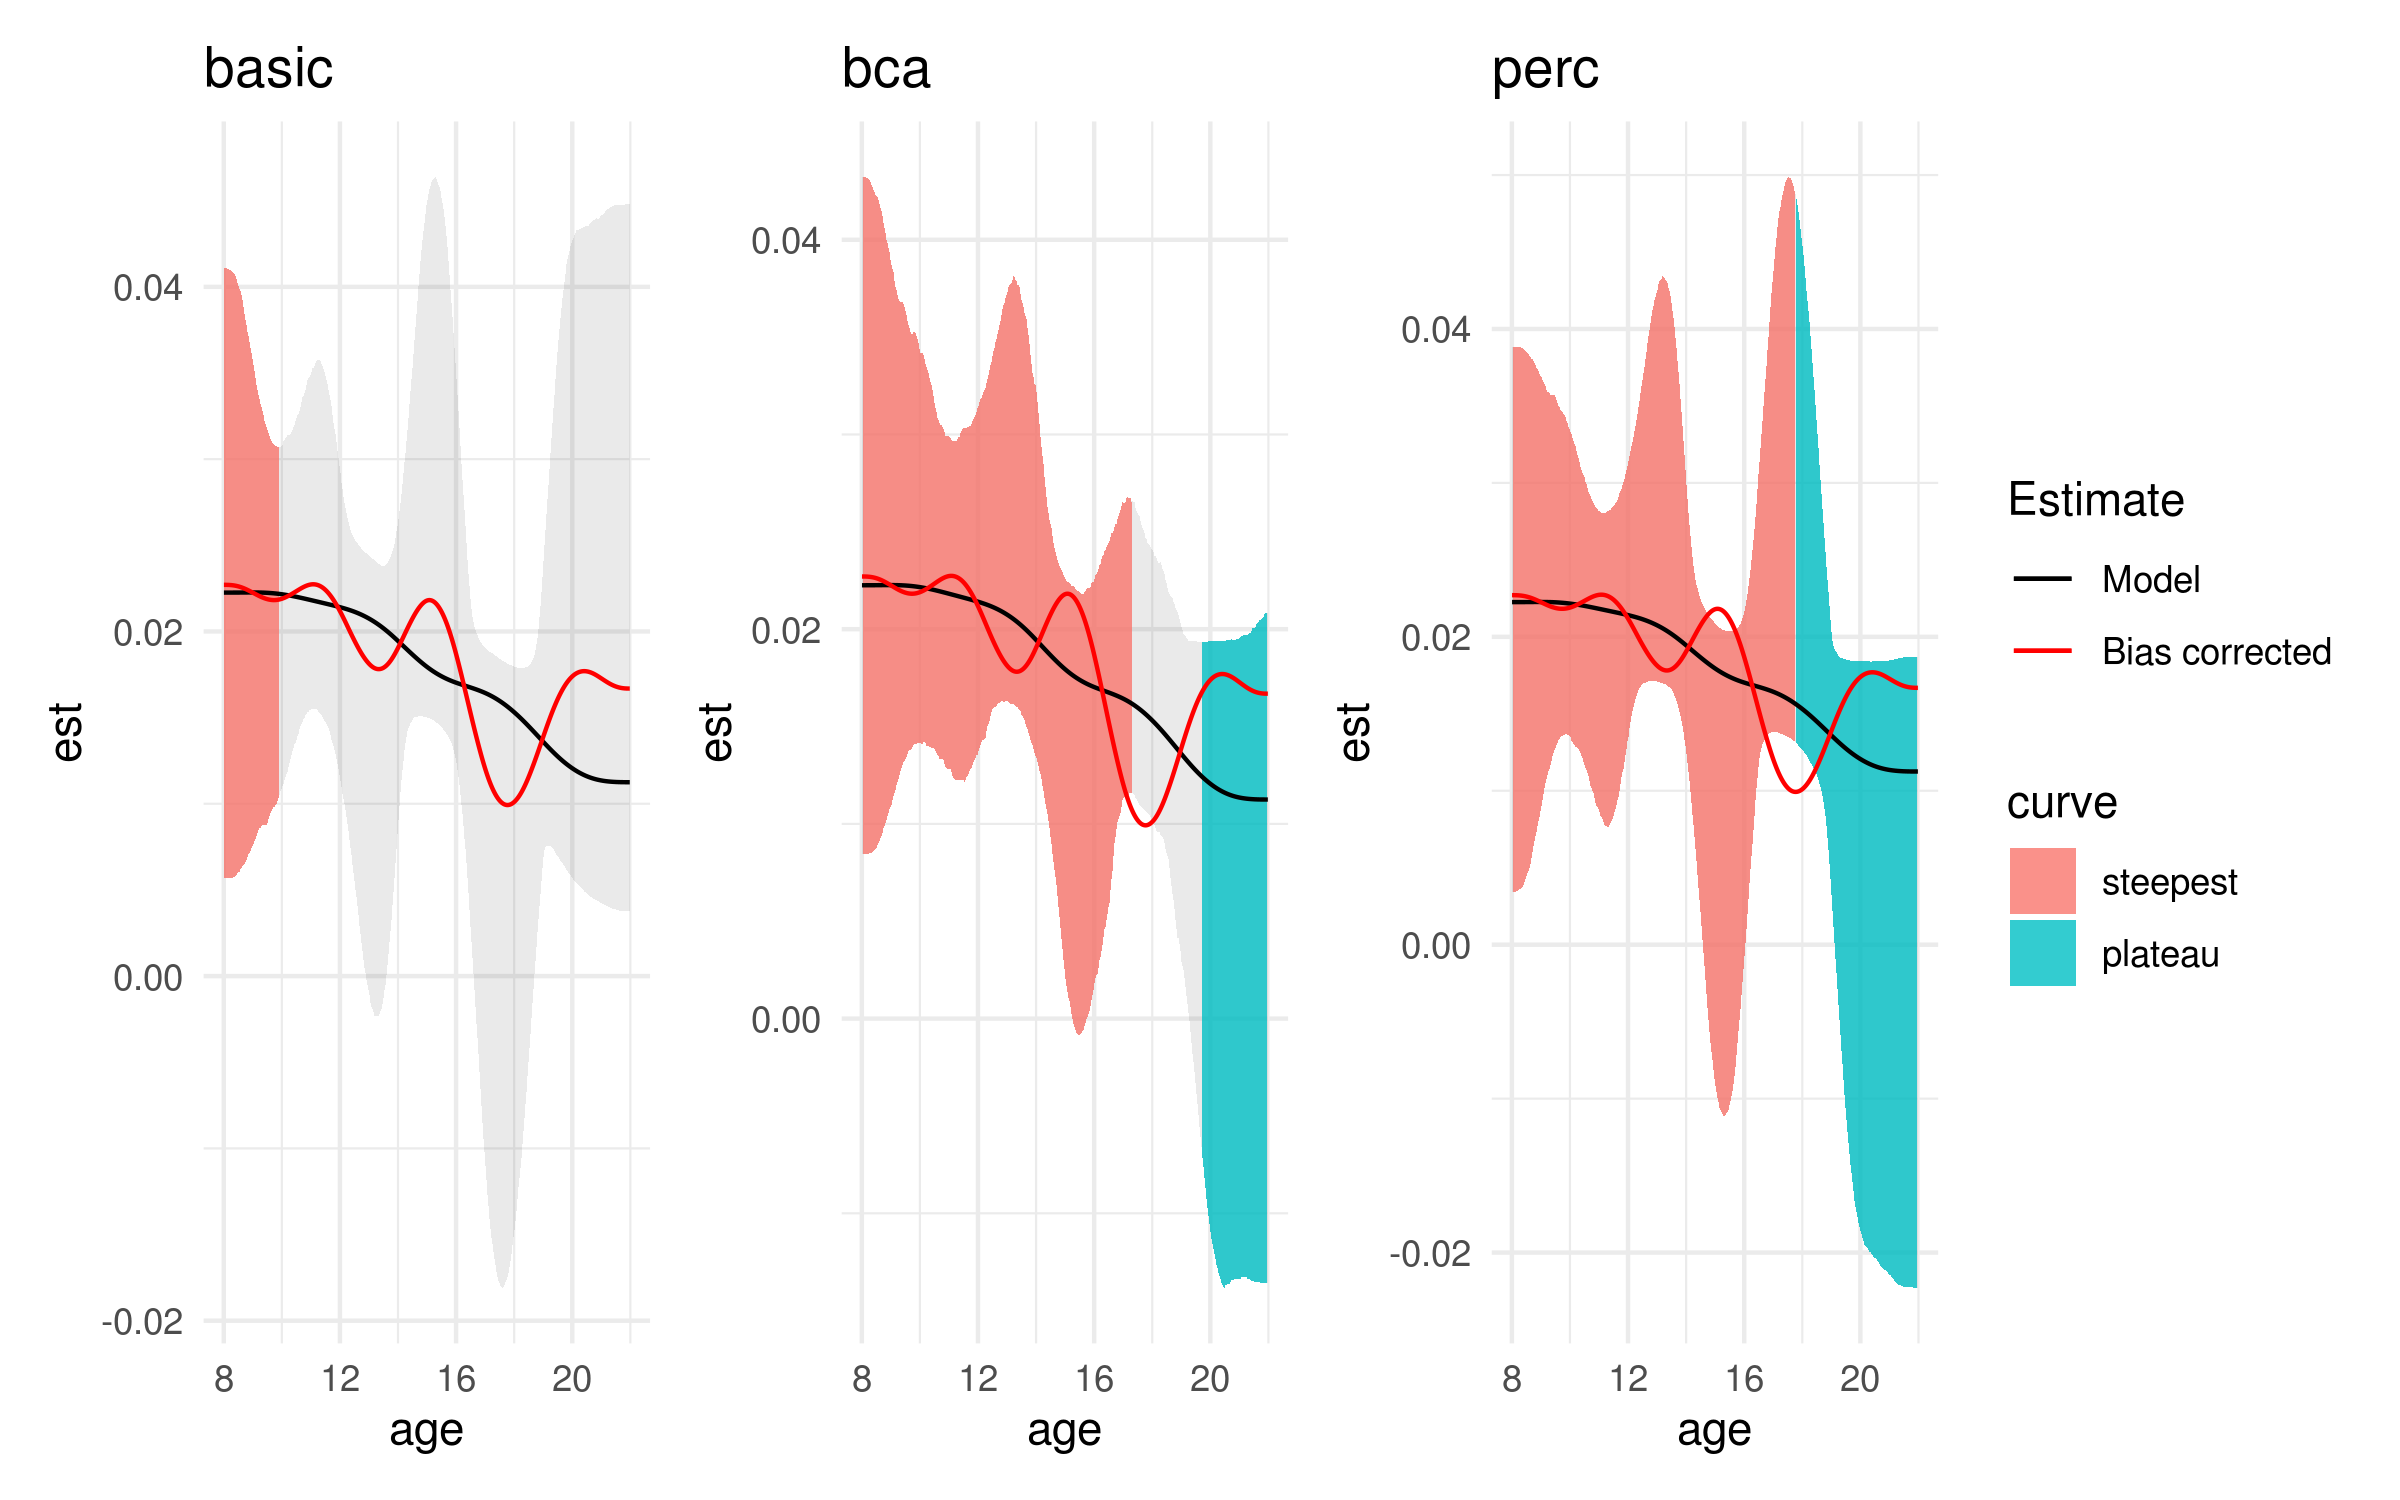 basic
est
0.04
0.02
0.00
-0.02
8 12 16 20
age
bca
est
0.04
0.02
0.00
8 12 16 20
age
perc
est
0.04
0.02
0.00
-0.02
8 12 16 20
age
Estimate
Model
Bias corrected
curve
steepest
plateau